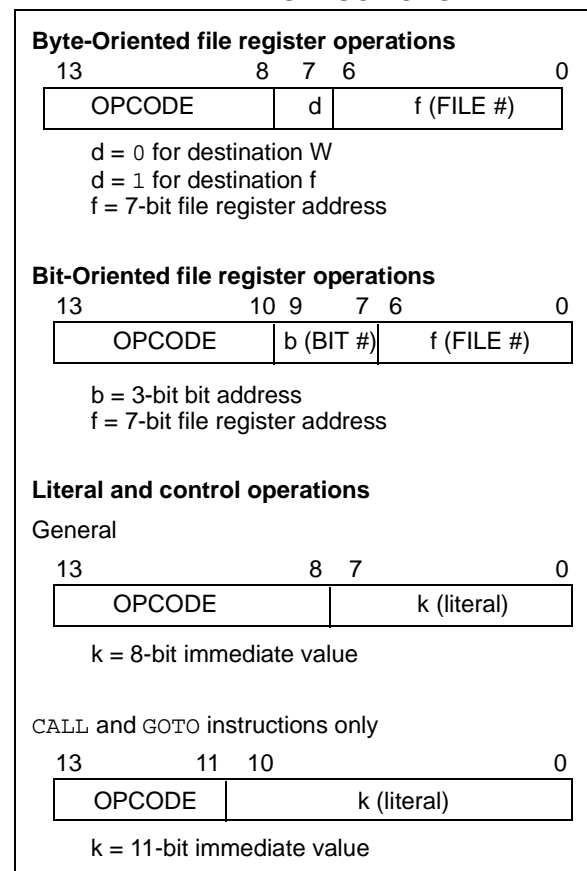 Byte-Oriented file register operations
13 8 7 6 0
OPCODE d f (FILE #)
d = 0 for destination W
d = 1 for destination f
f = 7-bit file register address
Bit-Oriented file register operations
13 10 9 7 6 0
OPCODE b (BIT #) f (FILE #)
b = 3-bit bit address
f = 7-bit file register address
Literal and control operations
General
13 8 7 0
OPCODE k (literal)
k = 8-bit immediate value
CALL and GOTO instructions only
13 11 10 0
OPCODE k (literal)
k = 11-bit immediate value